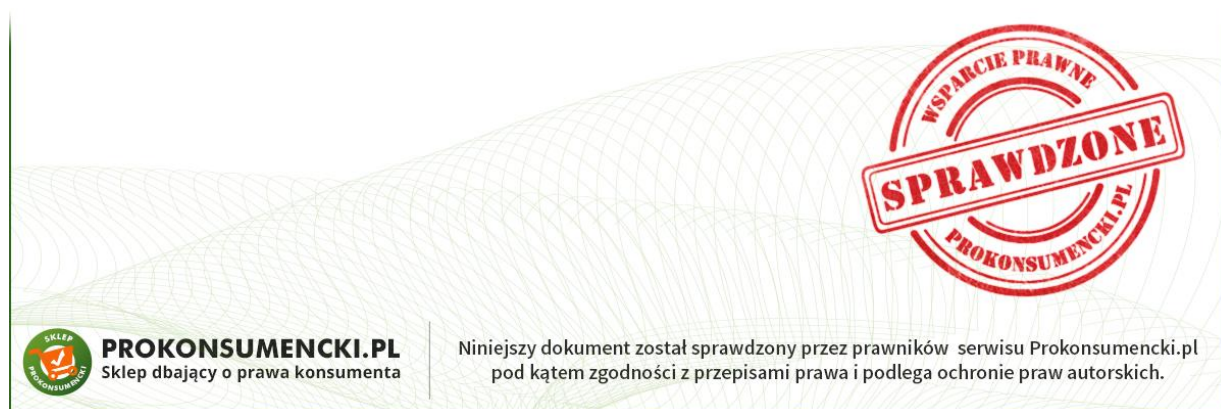 WSPARCIE PRAWNE
SPRAWDZONE
PROKONSUMENCKI.PL
SKLEP
PROKONSUMENCKI
PROKONSUMENCKI.PL
Sklep dbający o prawa konsumenta
Niniejszy dokument został sprawdzony przez prawników serwisu Prokonsumencki.pl
pod kątem zgodności z przepisami prawa i podlega ochronie praw autorskich.